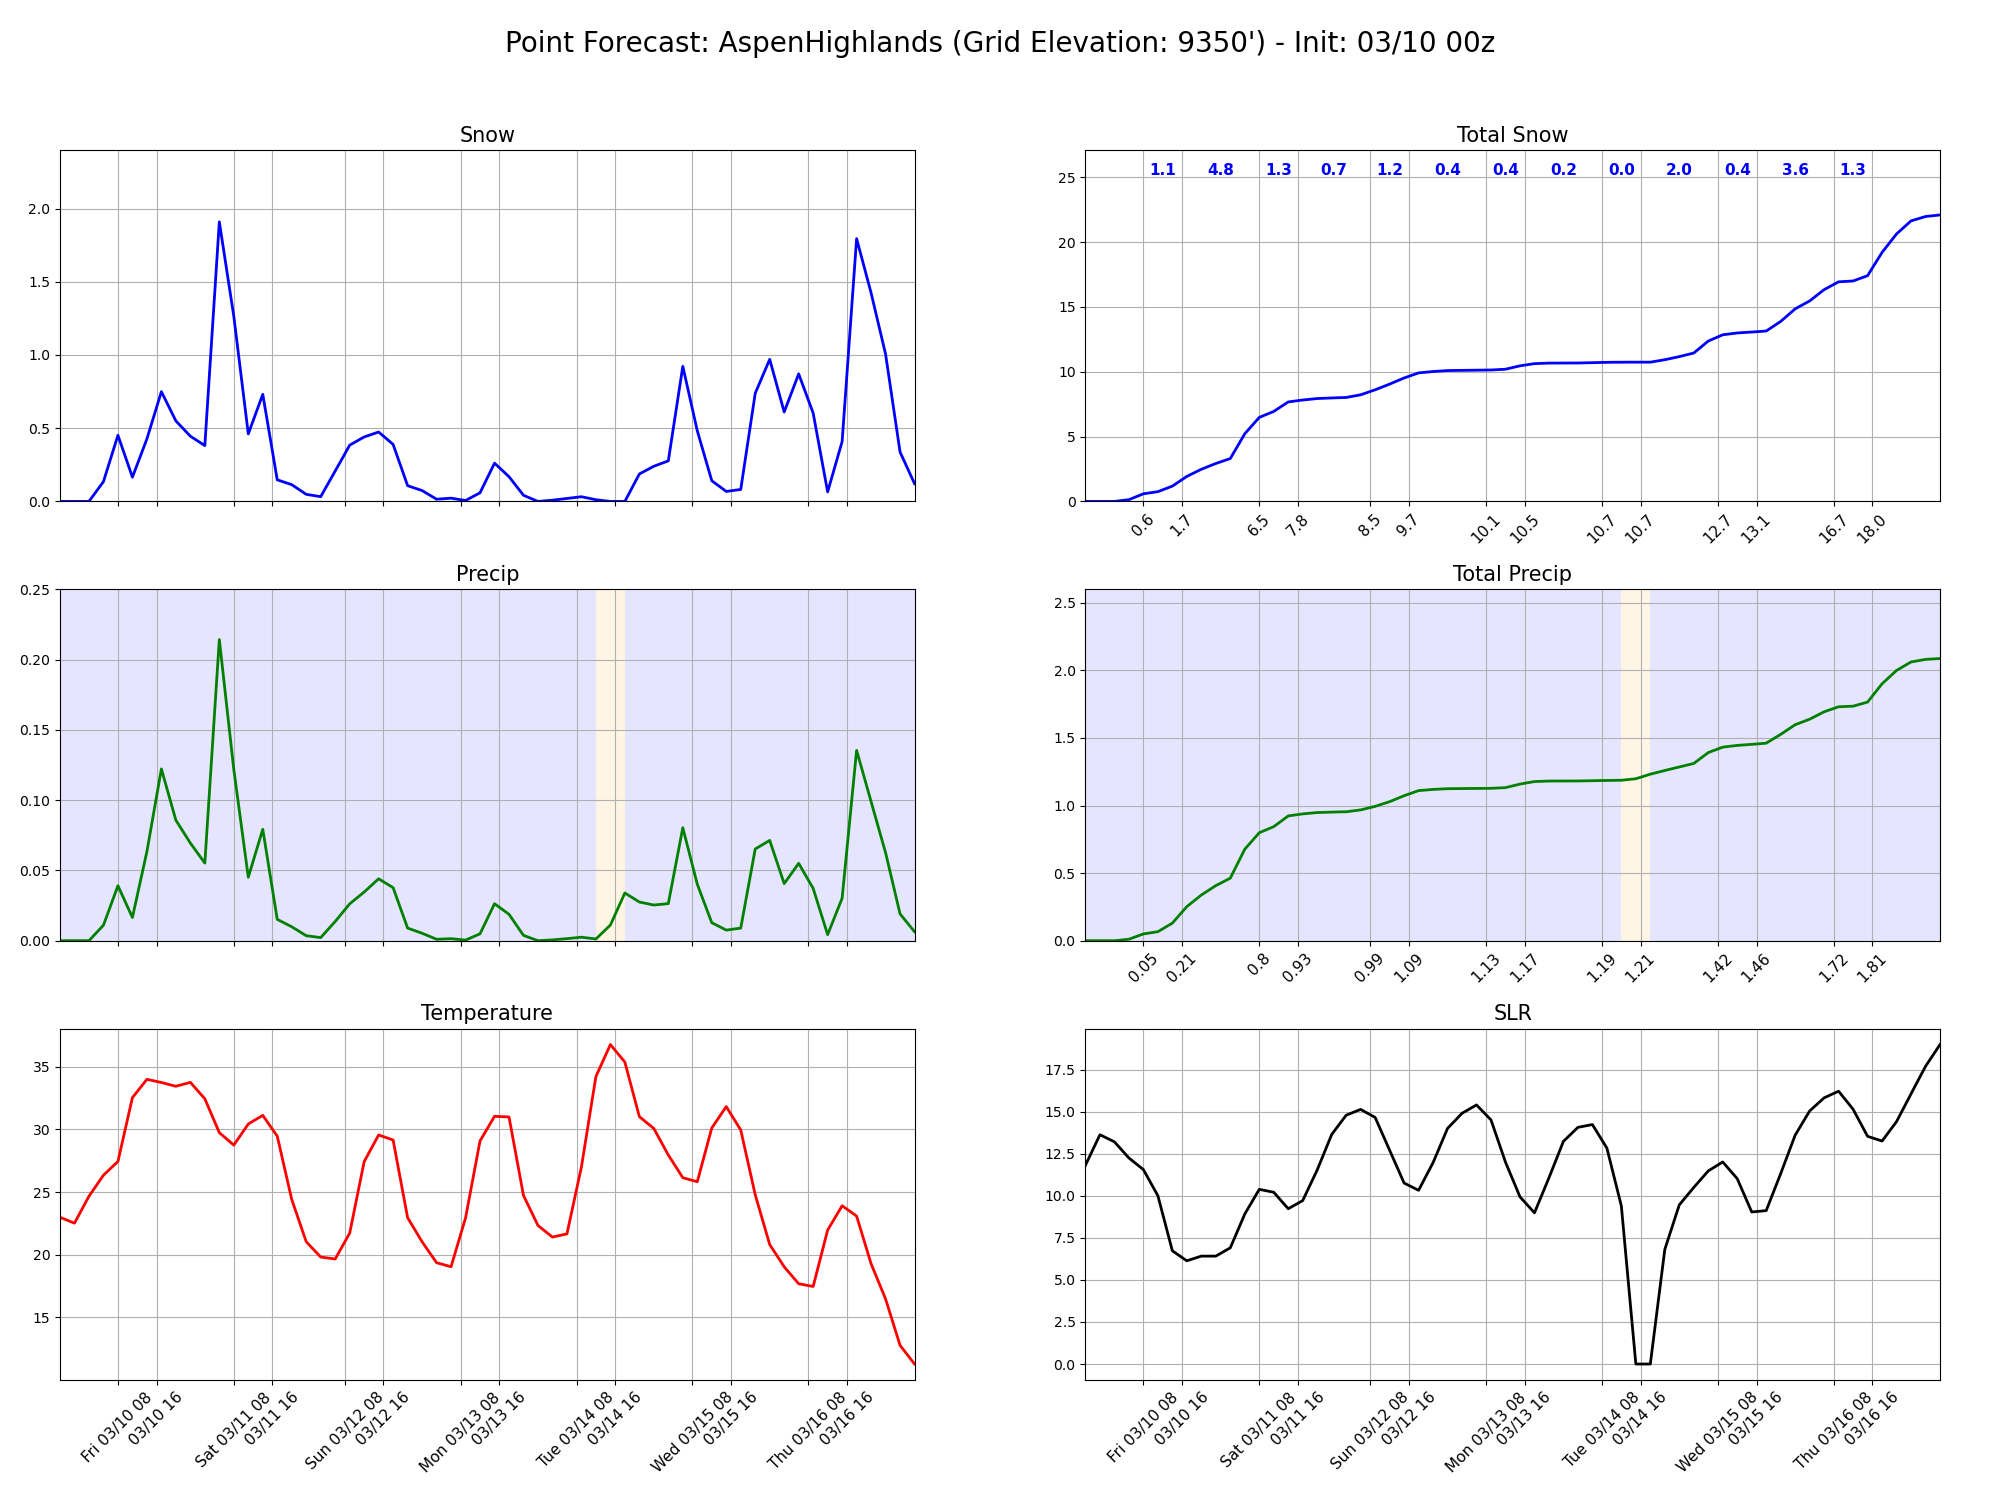 Point Forecast: AspenHighlands (Grid Elevation: 9350') - Init: 03/10 00z
Snow
2.0
1.5
1.0
0.5
0.0
Total Snow
1.1 4.8 1.3 0.7 1.2 0.4 0.4 0.2 0.0 2.0 0.4 3.6 1.3
25
20
15
10
5
0
0.6 1.7 6.5 7.8 8.5 9.7 10.1 10.5 10.7 10.7 12.7 13.1 16.7 18.0
Precip
0.25
0.20
0.15
0.10
0.05
0.00
Total Precip
2.5
2.0
1.5
1.0
0.5
0.0
0.05 0.21 0.8 0.93 0.99 1.09 1.13 1.17 1.19 1.21 1.42 1.46 1.72 1.81
Temperature
35
30
25
20
15
Fri 03/10 08
03/10 16
Sat 03/11 08
03/11 16
Sun 03/12 08
03/12 16
Mon 03/13 08
03/13 16
Tue 03/14 08
03/14 16
Wed 03/15 08
03/15 16
Thu 03/16 08
03/16 16
SLR
17.5
15.0
12.5
10.0
7.5
5.0
2.5
0.0
Fri 03/10 08
03/10 16
Sat 03/11 08
03/11 16
Sun 03/12 08
03/12 16
Mon 03/13 08
03/13 16
Tue 03/14 08
03/14 16
Wed 03/15 08
03/15 16
Thu 03/16 08
03/16 16